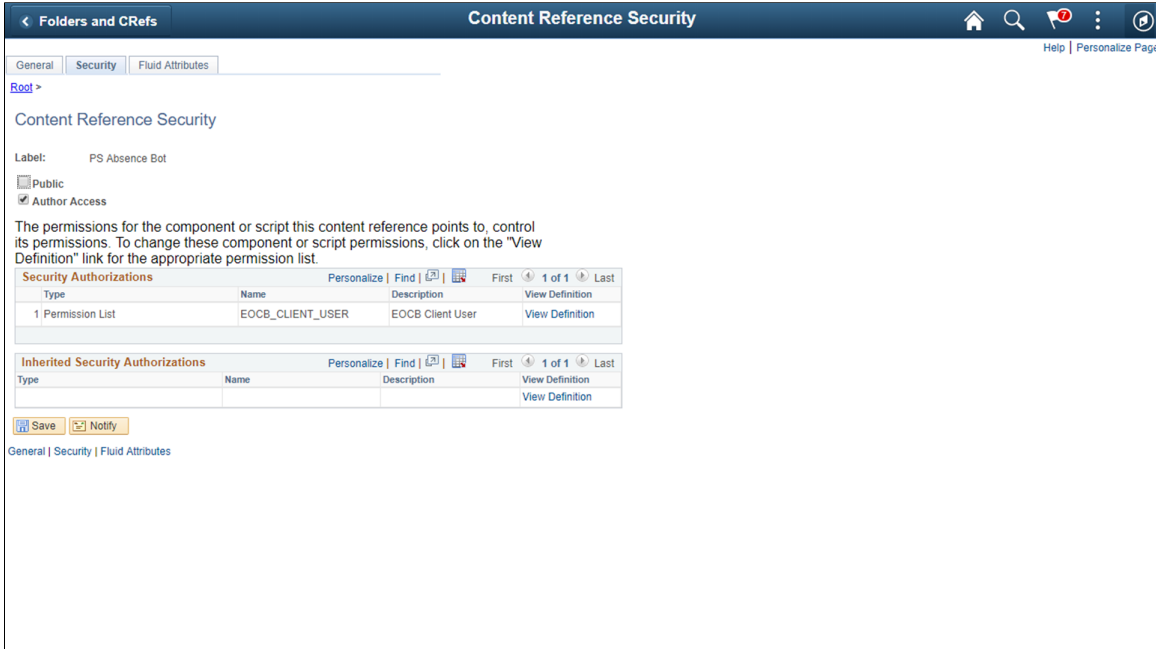 Folders and CRefs
Content Reference Security
7
Help | Personalize Page
General Security Fluid Attributes
Root >
Content Reference Security
Label: PS Absence Bot
Public
Author Access
The permissions for the component or script this content reference points to, control
its permissions. To change these component or script permissions, click on the "View
Definition" link for the appropriate permission list.
Security Authorizations Personalize | Find | | First 1 of 1 Last
Type Name Description View Definition
1 Permission List EOCB_CLIENT_USER EOCB Client User View Definition
Inherited Security Authorizations Personalize | Find | | First 1 of 1 Last
Type Name Description View Definition
View Definition
Save Notify
General | Security | Fluid Attributes